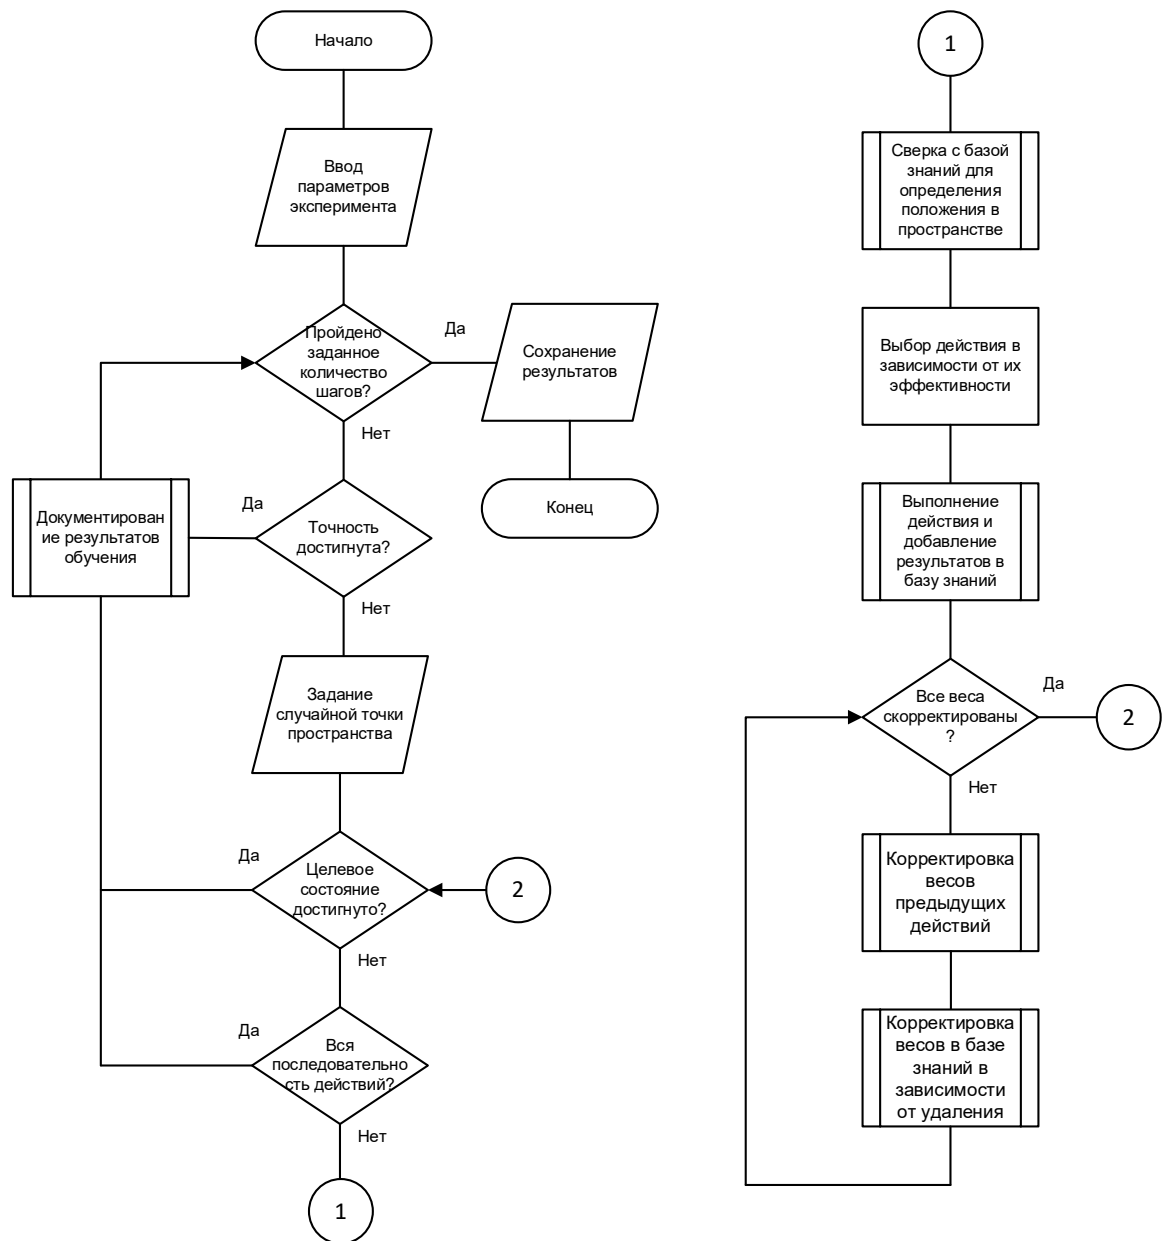 Начало
Ввод
параметров
эксперимента
Пройдено
заданное
количество
шагов?
Да
Сохранение
результатов
Нет
Конец
Да
Документирован
ие результатов
обучения
Точность
достигнута?
Нет
Задание
случайной точки
пространства
Да
Целевое
состояние
достигнуто?
2
Нет
Да
Вся
последовательно
сть действий?
Нет
1
1
Сверка с базой
знаний для
определения
положения в
пространстве
Выбор действия в
зависимости от их
эффективности
Выполнение
действия и
добавление
результатов в
базу знаний
Все веса
скорректированы
?
Да
2
Нет
Корректировка
весов
предыдущих
действий
Корректировка
весов в базе
знаний в
зависимости
от удаления